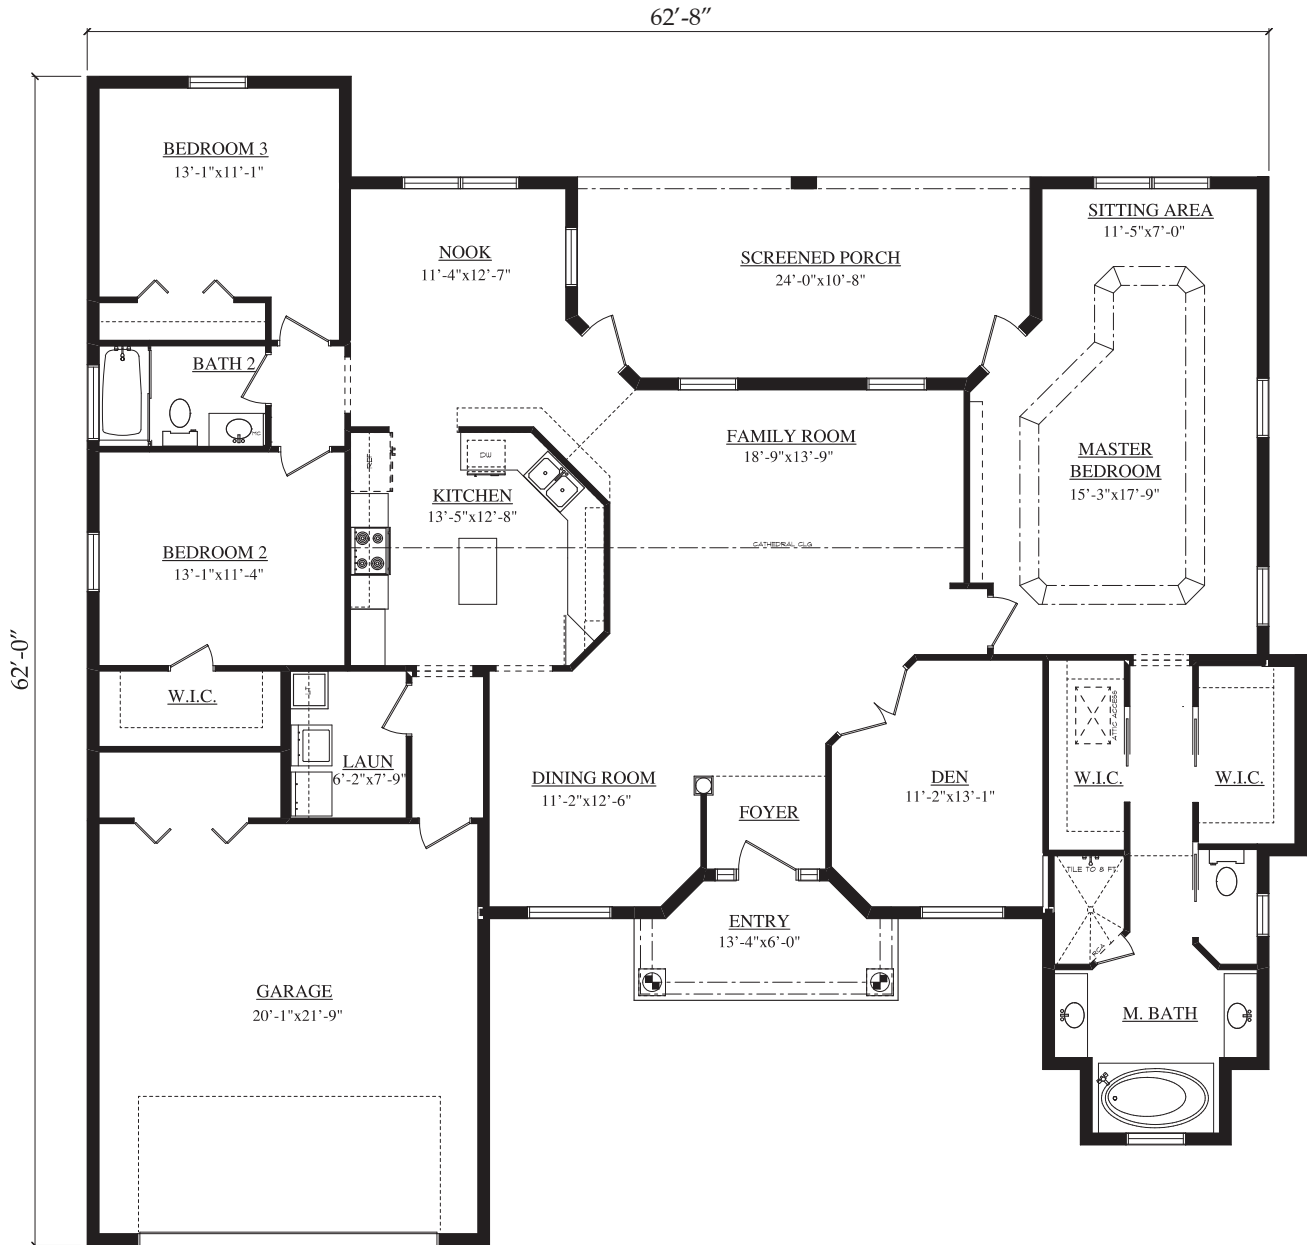 62'-8"
BEDROOM 3
13'-1"x11'-1"
NOOK
11'-4"x12'-7"
SCREENED PORCH
24'-0"x10'-8"
SITTING AREA
11'-5"x7'-0"
BATH 2
MC
FAMILY ROOM
18'-9"x13'-9"
MASTER
BEDROOM
15'-3"x17'-9"
REF
DW
KITCHEN
13'-5"x12'-8"
CATHEDRAL CLG
BEDROOM 2
13'-1"x11'-4"
62'-0"
W.I.C.
LAUN
6'-2"x7'-9"
DINING ROOM
11'-2"x12'-6"
FOYER
DEN
11'-2"x13'-1"
ATTIC ACCESS
W.I.C.
W.I.C.
TILE TO 8 FT.
ENTRY
13'-4"x6'-0"
GARAGE
20'-1"x21'-9"
M. BATH